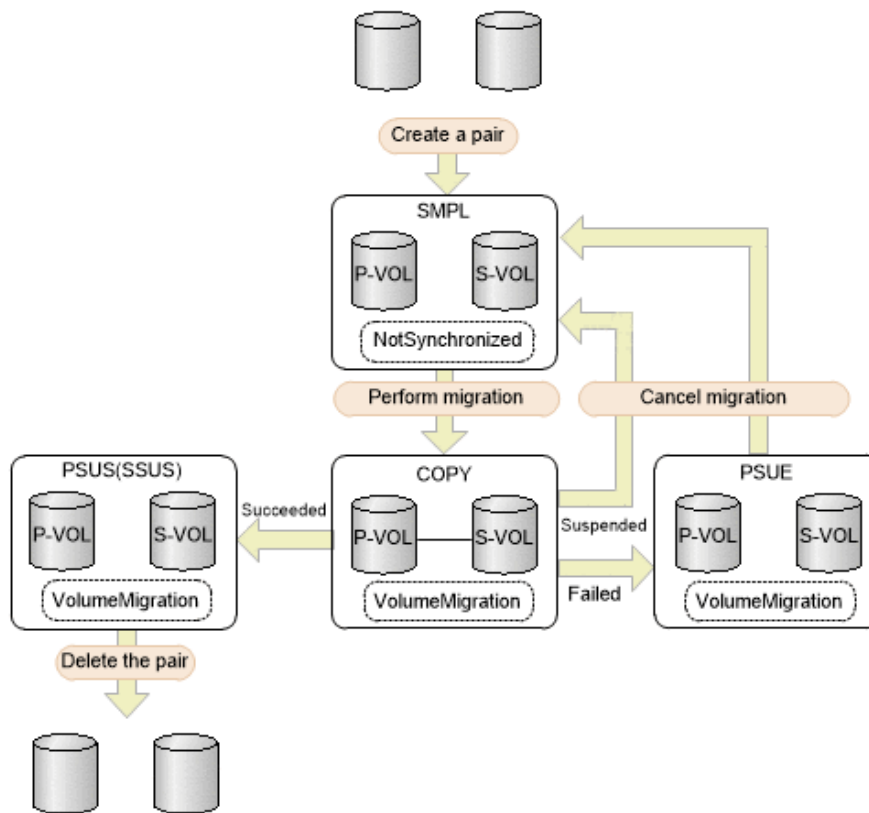 Create a pair
SMPL
P-VOL
S-VOL
NotSynchronized
Perform migration
Cancel migration
PSUS(SSUS)
P-VOL
S-VOL
VolumeMigration
Succeeded
COPY
P-VOL
S-VOL
VolumeMigration
Suspended
Failed
PSUE
P-VOL
S-VOL
VolumeMigration
Delete the pair